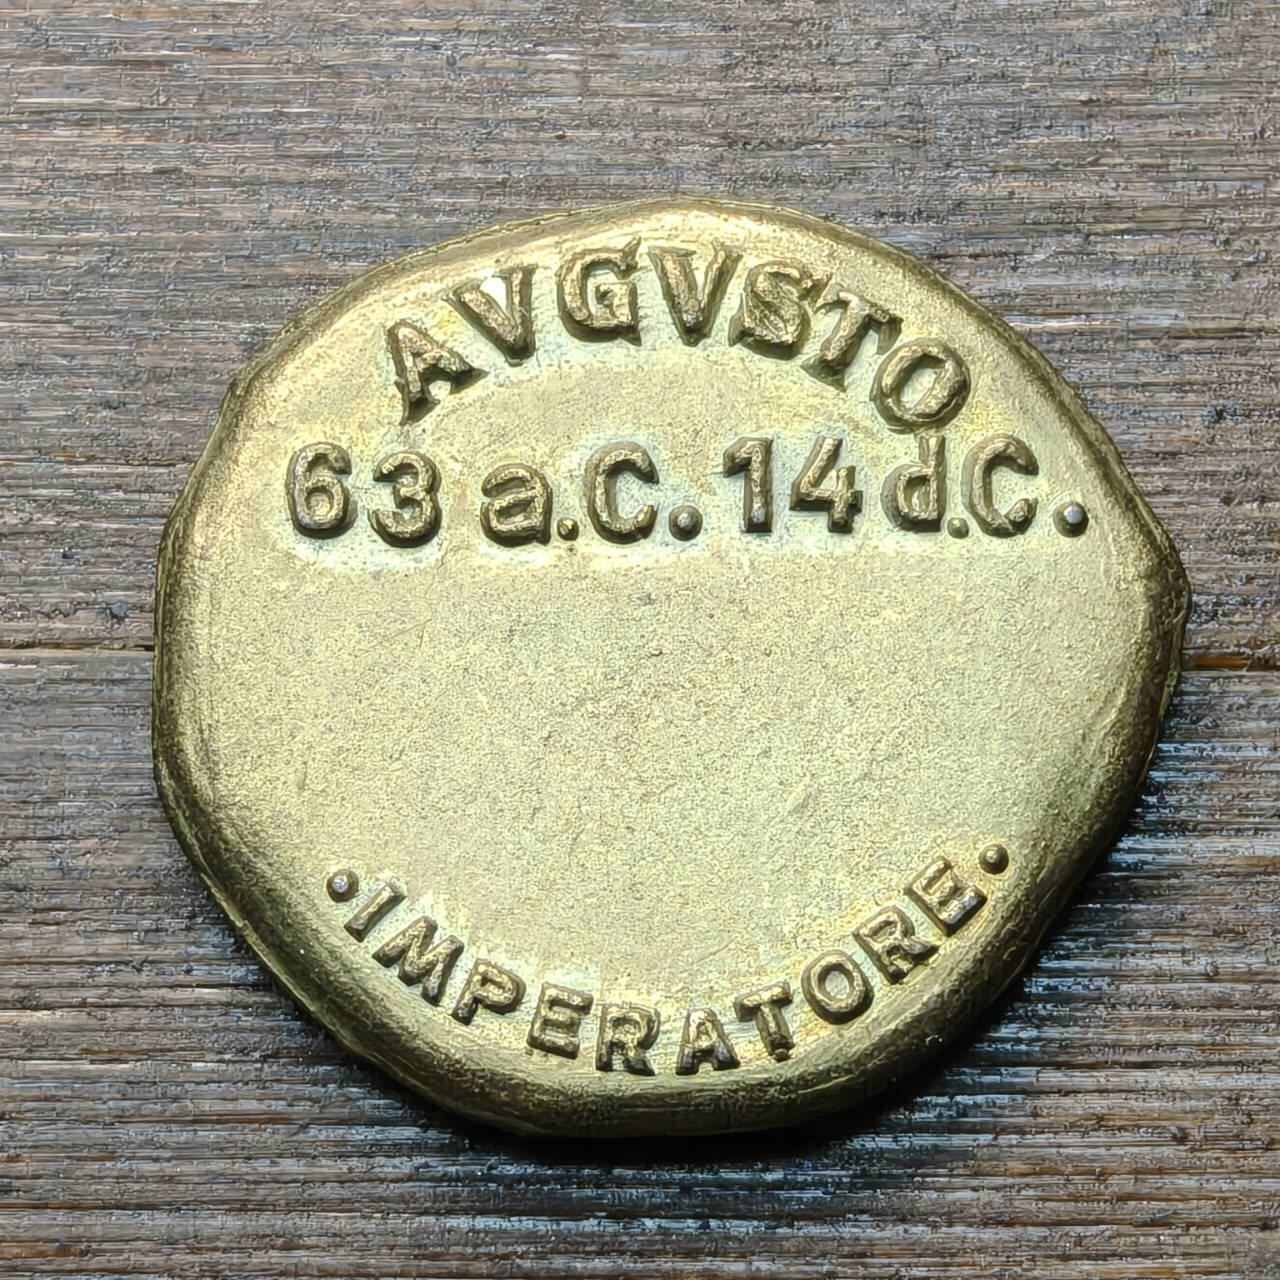 AVGVSTO
63 a.C. 14 d.C.
·IMPERATORE·